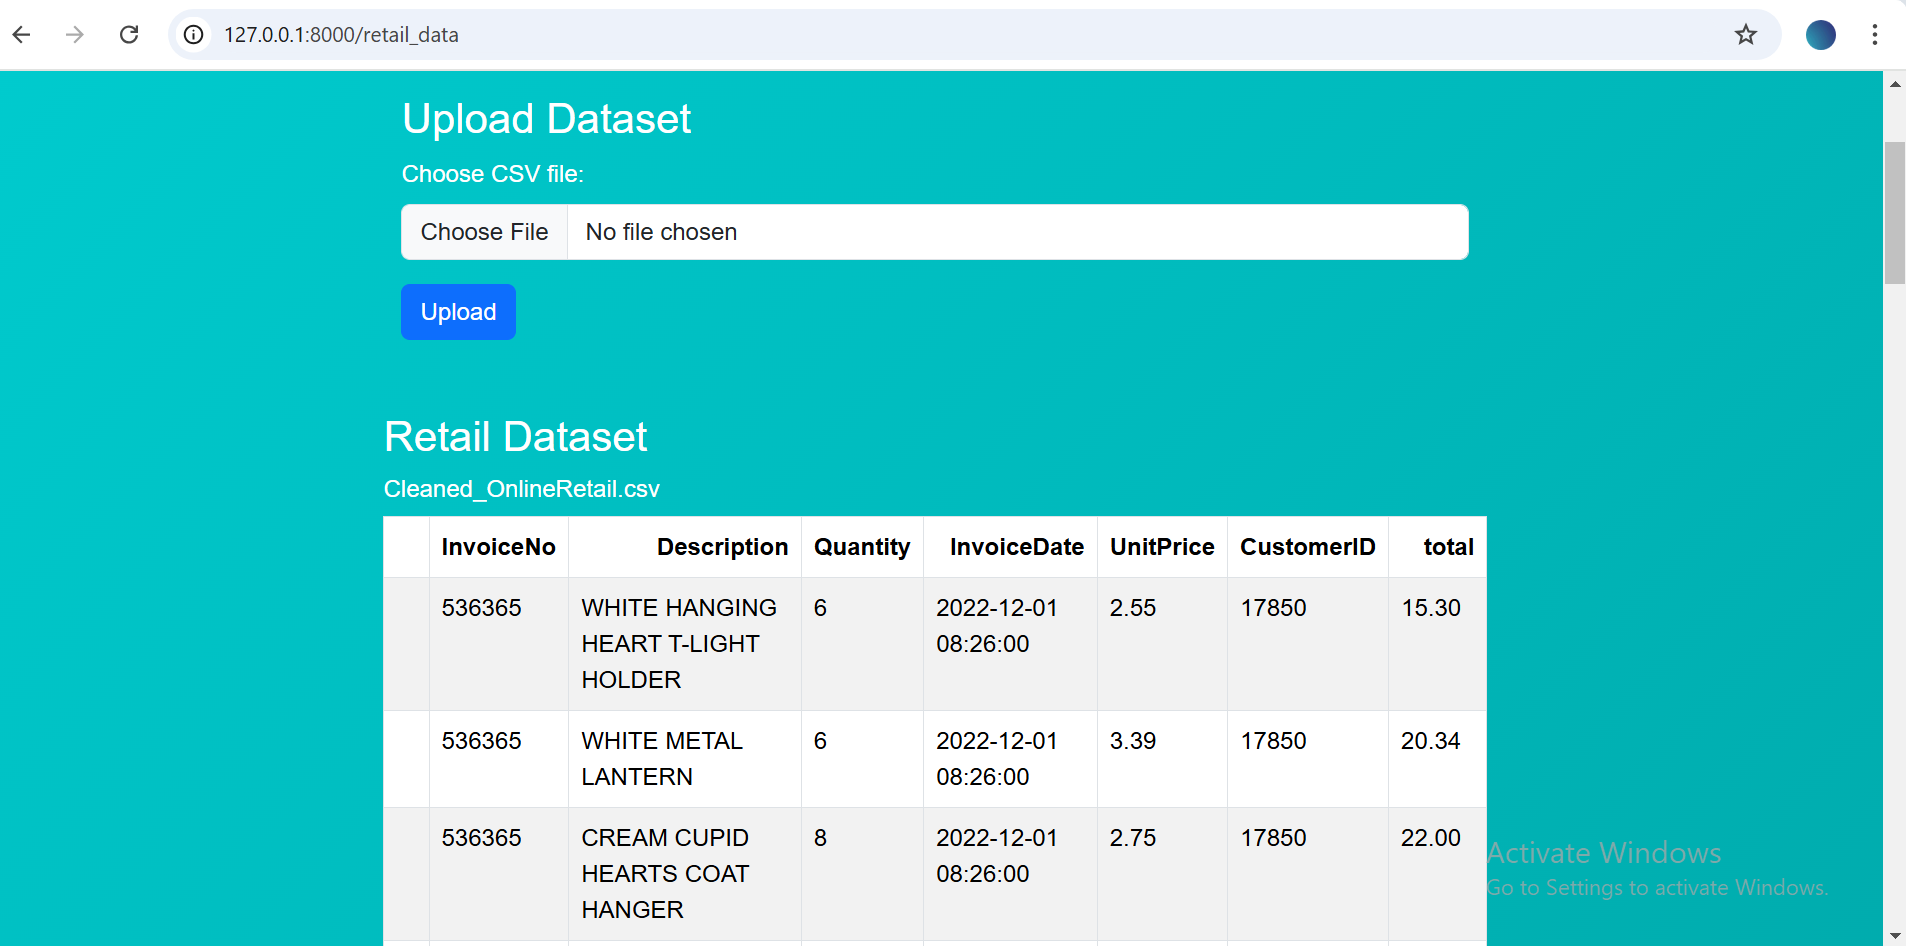 127.0.0.1:8000/retail_data
Upload Dataset
Choose CSV file:
Choose File No file chosen
Upload
Retail Dataset
Cleaned_OnlineRetail.csv
InvoiceNo Description Quantity InvoiceDate UnitPrice CustomerID total
536365 WHITE HANGING 6 2022-12-01 2.55 17850 15.30
HEART T-LIGHT 08:26:00
HOLDER
536365 WHITE METAL 6 2022-12-01 3.39 17850 20.34
LANTERN 08:26:00
536365 CREAM CUPID 8 2022-12-01 2.75 17850 22.00
HEARTS COAT 08:26:00
HANGER
Activate Windows
Go to Settings to activate Windows.